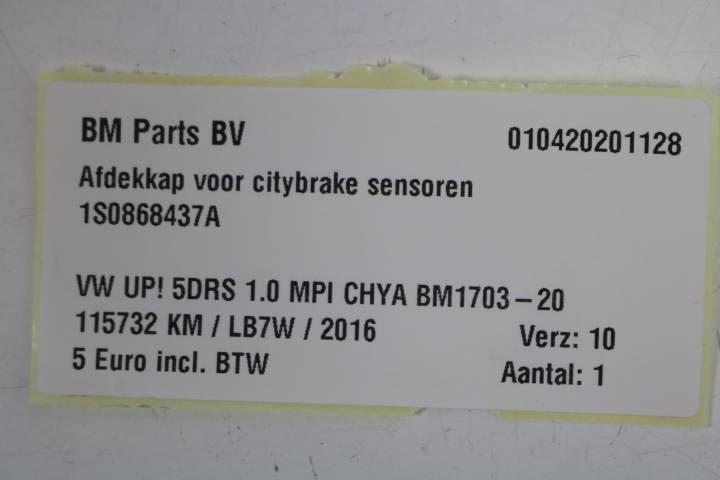 BM Parts BV 010420201128
Afdekkap voor citybrake sensoren
1S0868437A
VW UP! 5DRS 1.0 MPI CHYA BM1703-20
115732 KM / LB7W / 2016 Verz: 10
5 Euro incl. BTW Aantal: 1